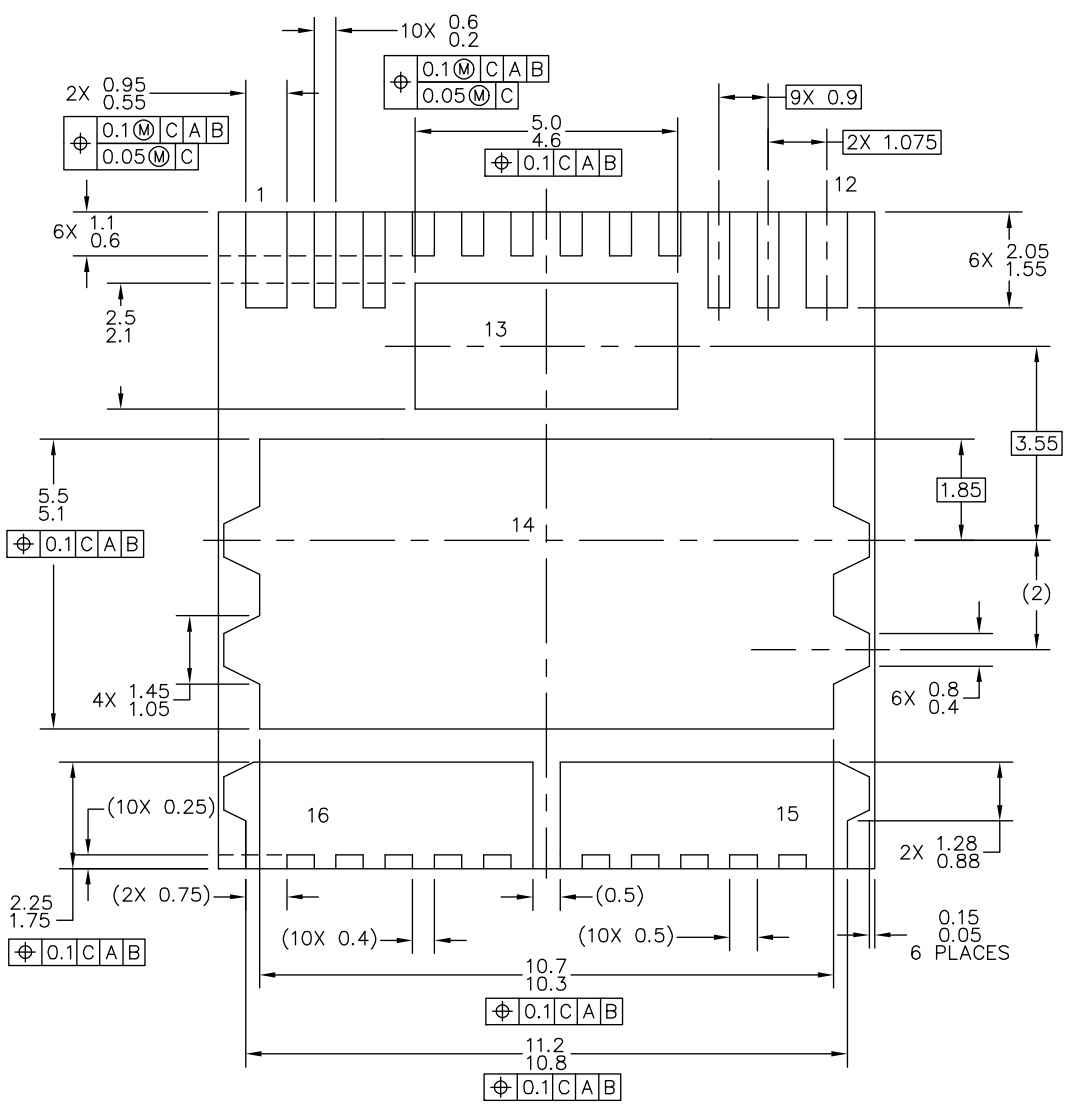 10X 0.6
0.2
⌖ 0.1 Ⓜ C A B
0.05 Ⓜ C
2X 0.95
0.55
⌖ 0.1 Ⓜ C A B
0.05 Ⓜ C
9X 0.9
5.0
4.6
⌖ 0.1 C A B
2X 1.075
1
12
6X 1.1
0.6
6X 2.05
1.55
2.5
2.1
13
3.55
1.85
5.5
5.1
⌖ 0.1 C A B
14
(2)
4X 1.45
1.05
6X 0.8
0.4
(10X 0.25)
16
15
2X 1.28
0.88
2.25
1.75
⌖ 0.1 C A B
(2X 0.75)
(0.5)
(10X 0.4)
(10X 0.5)
0.15
0.05
6 PLACES
10.7
10.3
⌖ 0.1 C A B
11.2
10.8
⌖ 0.1 C A B